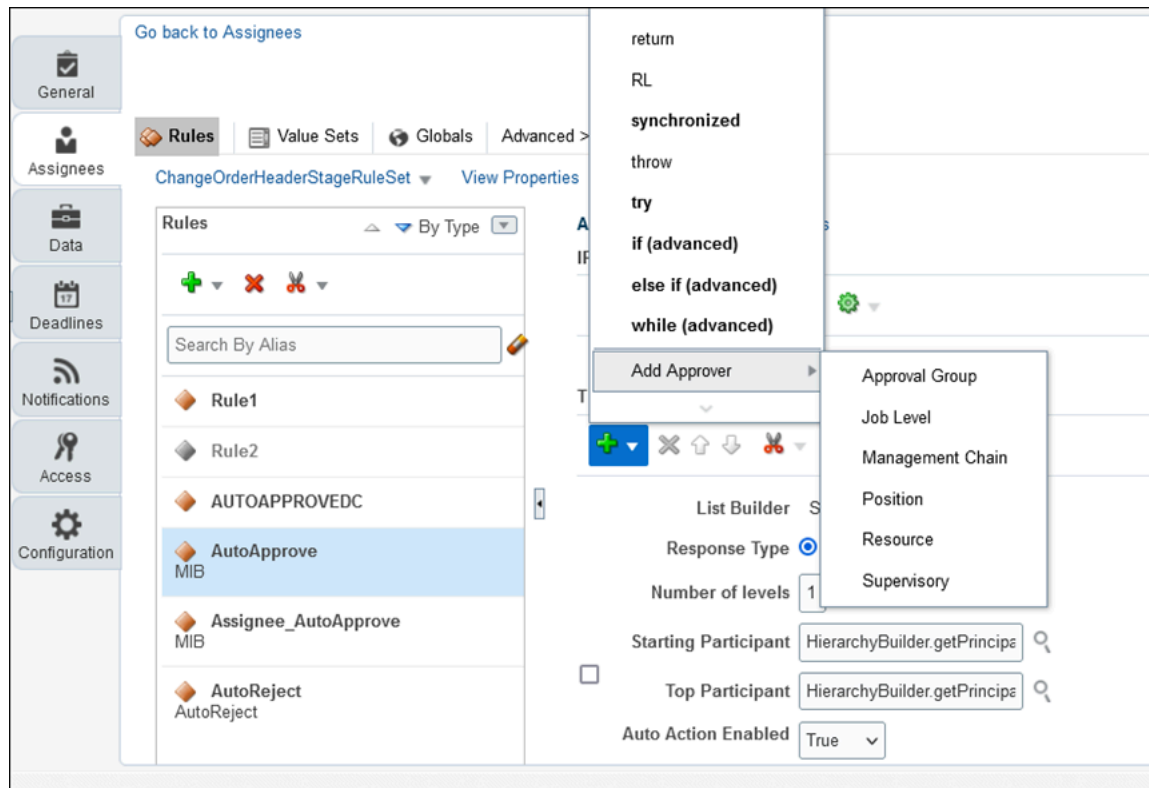 Go back to Assignees
General
Assignees
Data
17
Deadlines
Notifications
Access
Configuration
Rules
Value Sets
Globals
Advanced >
ChangeOrderHeaderStageRuleSet
View Properties
Rules
By Type
Search By Alias
Rule1
Rule2
AUTOAPPROVEDC
AutoApprove
MIB
Assignee_AutoApprove
MIB
AutoReject
AutoReject
return
RL
synchronized
throw
try
if (advanced)
else if (advanced)
while (advanced)
Add Approver
Approval Group
Job Level
Management Chain
Position
Resource
Supervisory
A
s
IF
T
List Builder S
Response Type
Number of levels 1
Starting Participant HierarchyBuilder.getPrincipa
Top Participant HierarchyBuilder.getPrincipa
Auto Action Enabled True